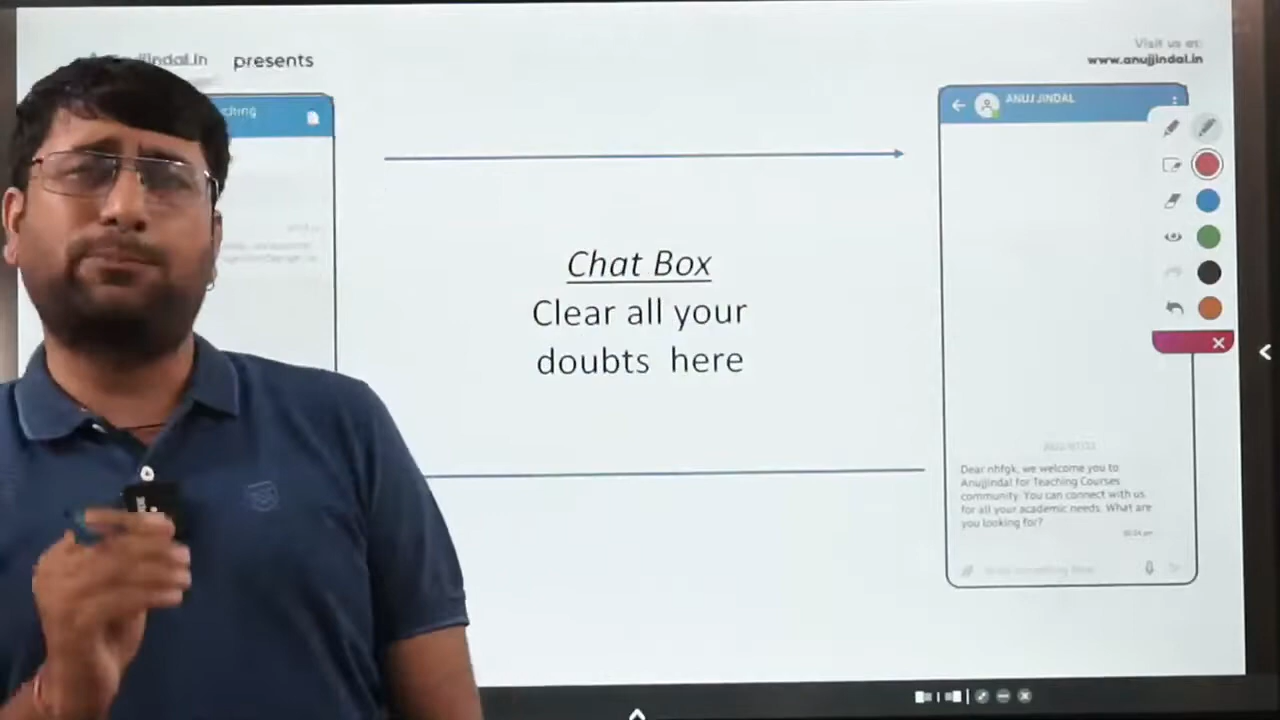 presents
Visit us at:
www.anujjindal.in
ching
ANUJ JINDAL
Chat Box
Clear all your
doubts here
Dear nhfgk, we welcome you to
Anujjindal for Teaching Courses
community. You can connect with us
for all your academic needs. What are
you looking for?